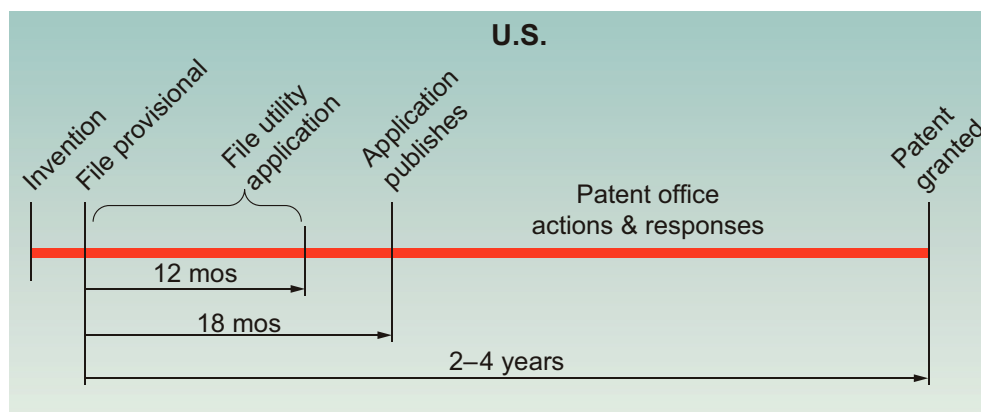 U.S.
Invention
File provisional
File utility
application
Application
publishes
Patent office
actions & responses
Patent
granted
12 mos
18 mos
2–4 years